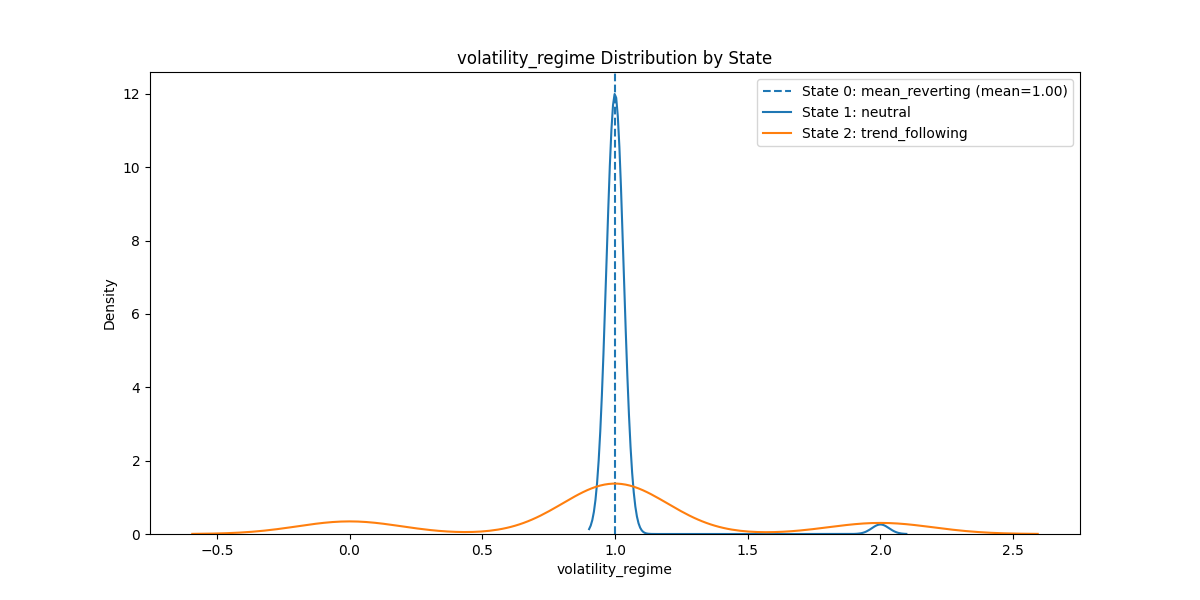 volatility_regime Distribution by State
State 0: mean_reverting (mean=1.00)
State 1: neutral
State 2: trend_following
12
10
8
6
4
2
0
Density
−0.5
0.0
0.5
1.0
1.5
2.0
2.5
volatility_regime